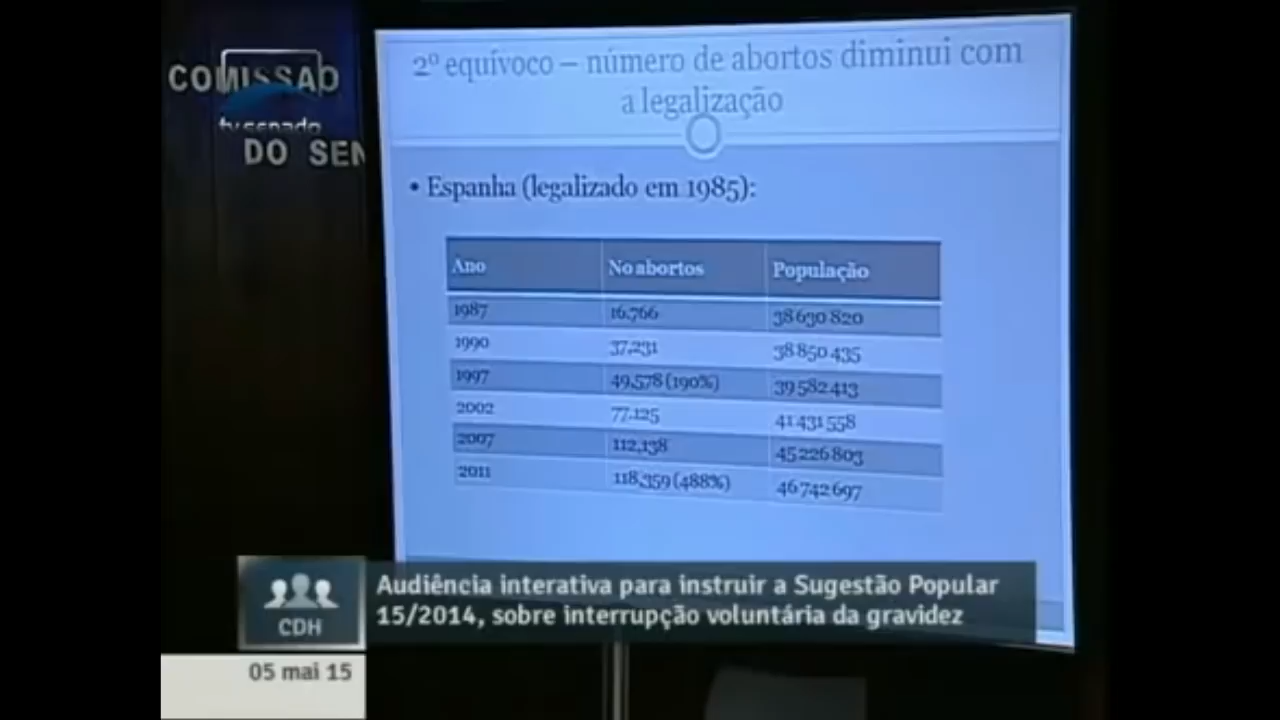 COMISSÃO
tv senado
DO SEN
2º equívoco – número de abortos diminui com
a legalização
• Espanha (legalizado em 1985):
Ano No abortos População
1987 16,766 38 630 820
1990 37,231 38 850 435
1997 49,578 (190%) 39 582 413
2002 77,125 41 431 558
2007 112,138 45 226 803
2011 118,359 (488%) 46 742 697
Audiência interativa para instruir a Sugestão Popular
15/2014, sobre interrupção voluntária da gravidez
CDH
05 mai 15